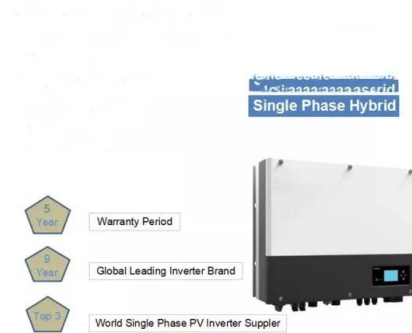 Single Phase Hybrid
5
Year
Warranty Period
9
Year
Global Leading Inverter Brand
Top 3
World Single Phase PV Inverter Suppler